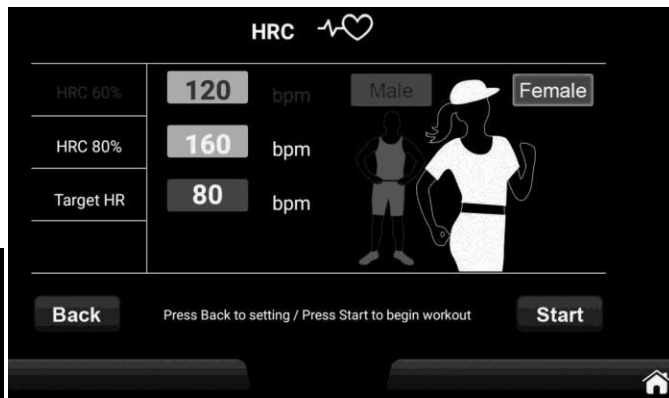 HRC
HRC 60% 120 bpm Male Female
HRC 80% 160 bpm
Target HR 80 bpm
Back Press Back to setting / Press Start to begin workout Start